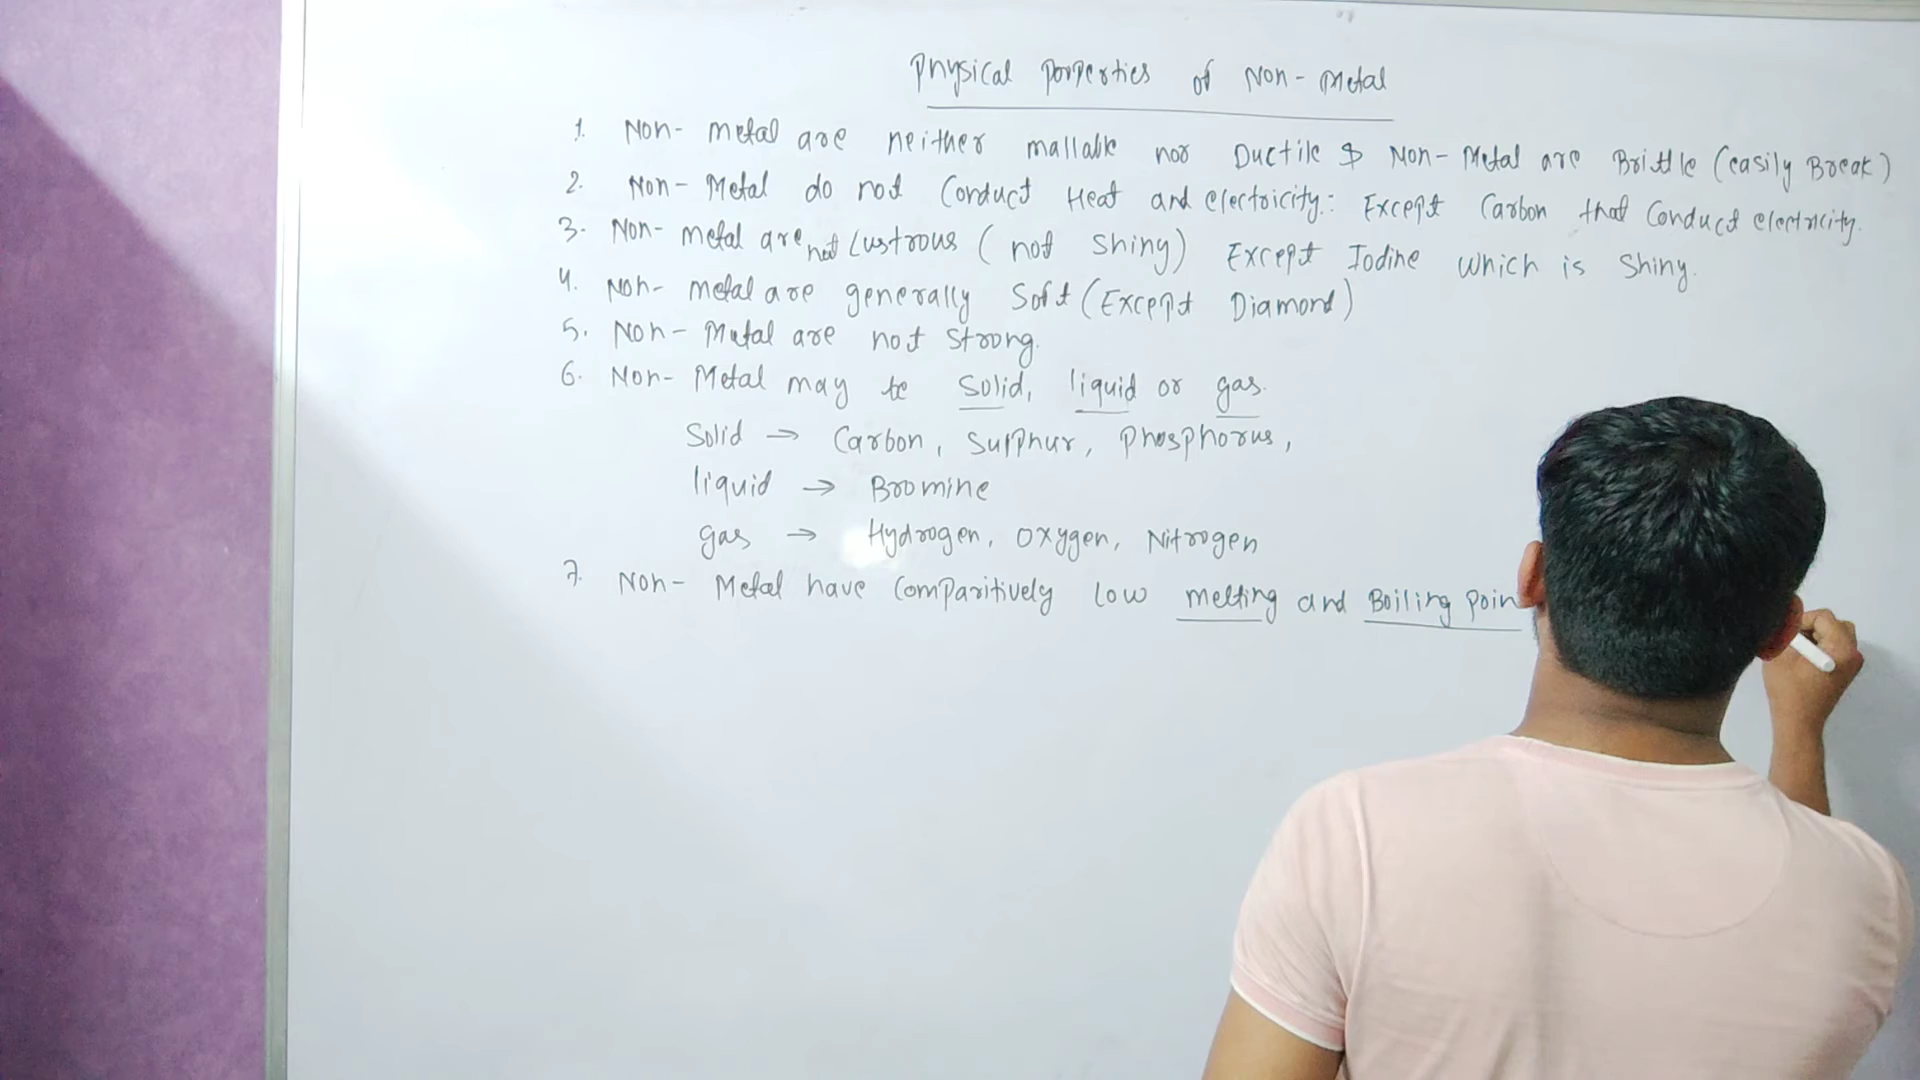 Physical Porperties of Non-Metal
1. Non-metal are neither mallable nor Ductile & Non-Metal are Brittle (easily Break)
2. Non-Metal do not Conduct Heat and electricity: Except Carbon that Conduct electricity.
3. Non-metal are not Lustrous (not shiny) Except Iodine which is Shiny.
4. Non-metal are generally Soft (Except Diamond)
5. Non-Metal are not strong.
6. Non-Metal may be Solid, liquid or gas.
Solid → Carbon, Sulphur, Phosphorus,
liquid → Bromine
gas → Hydrogen, Oxygen, Nitrogen
7. Non-Metal have Comparitively low melting and Boiling poin